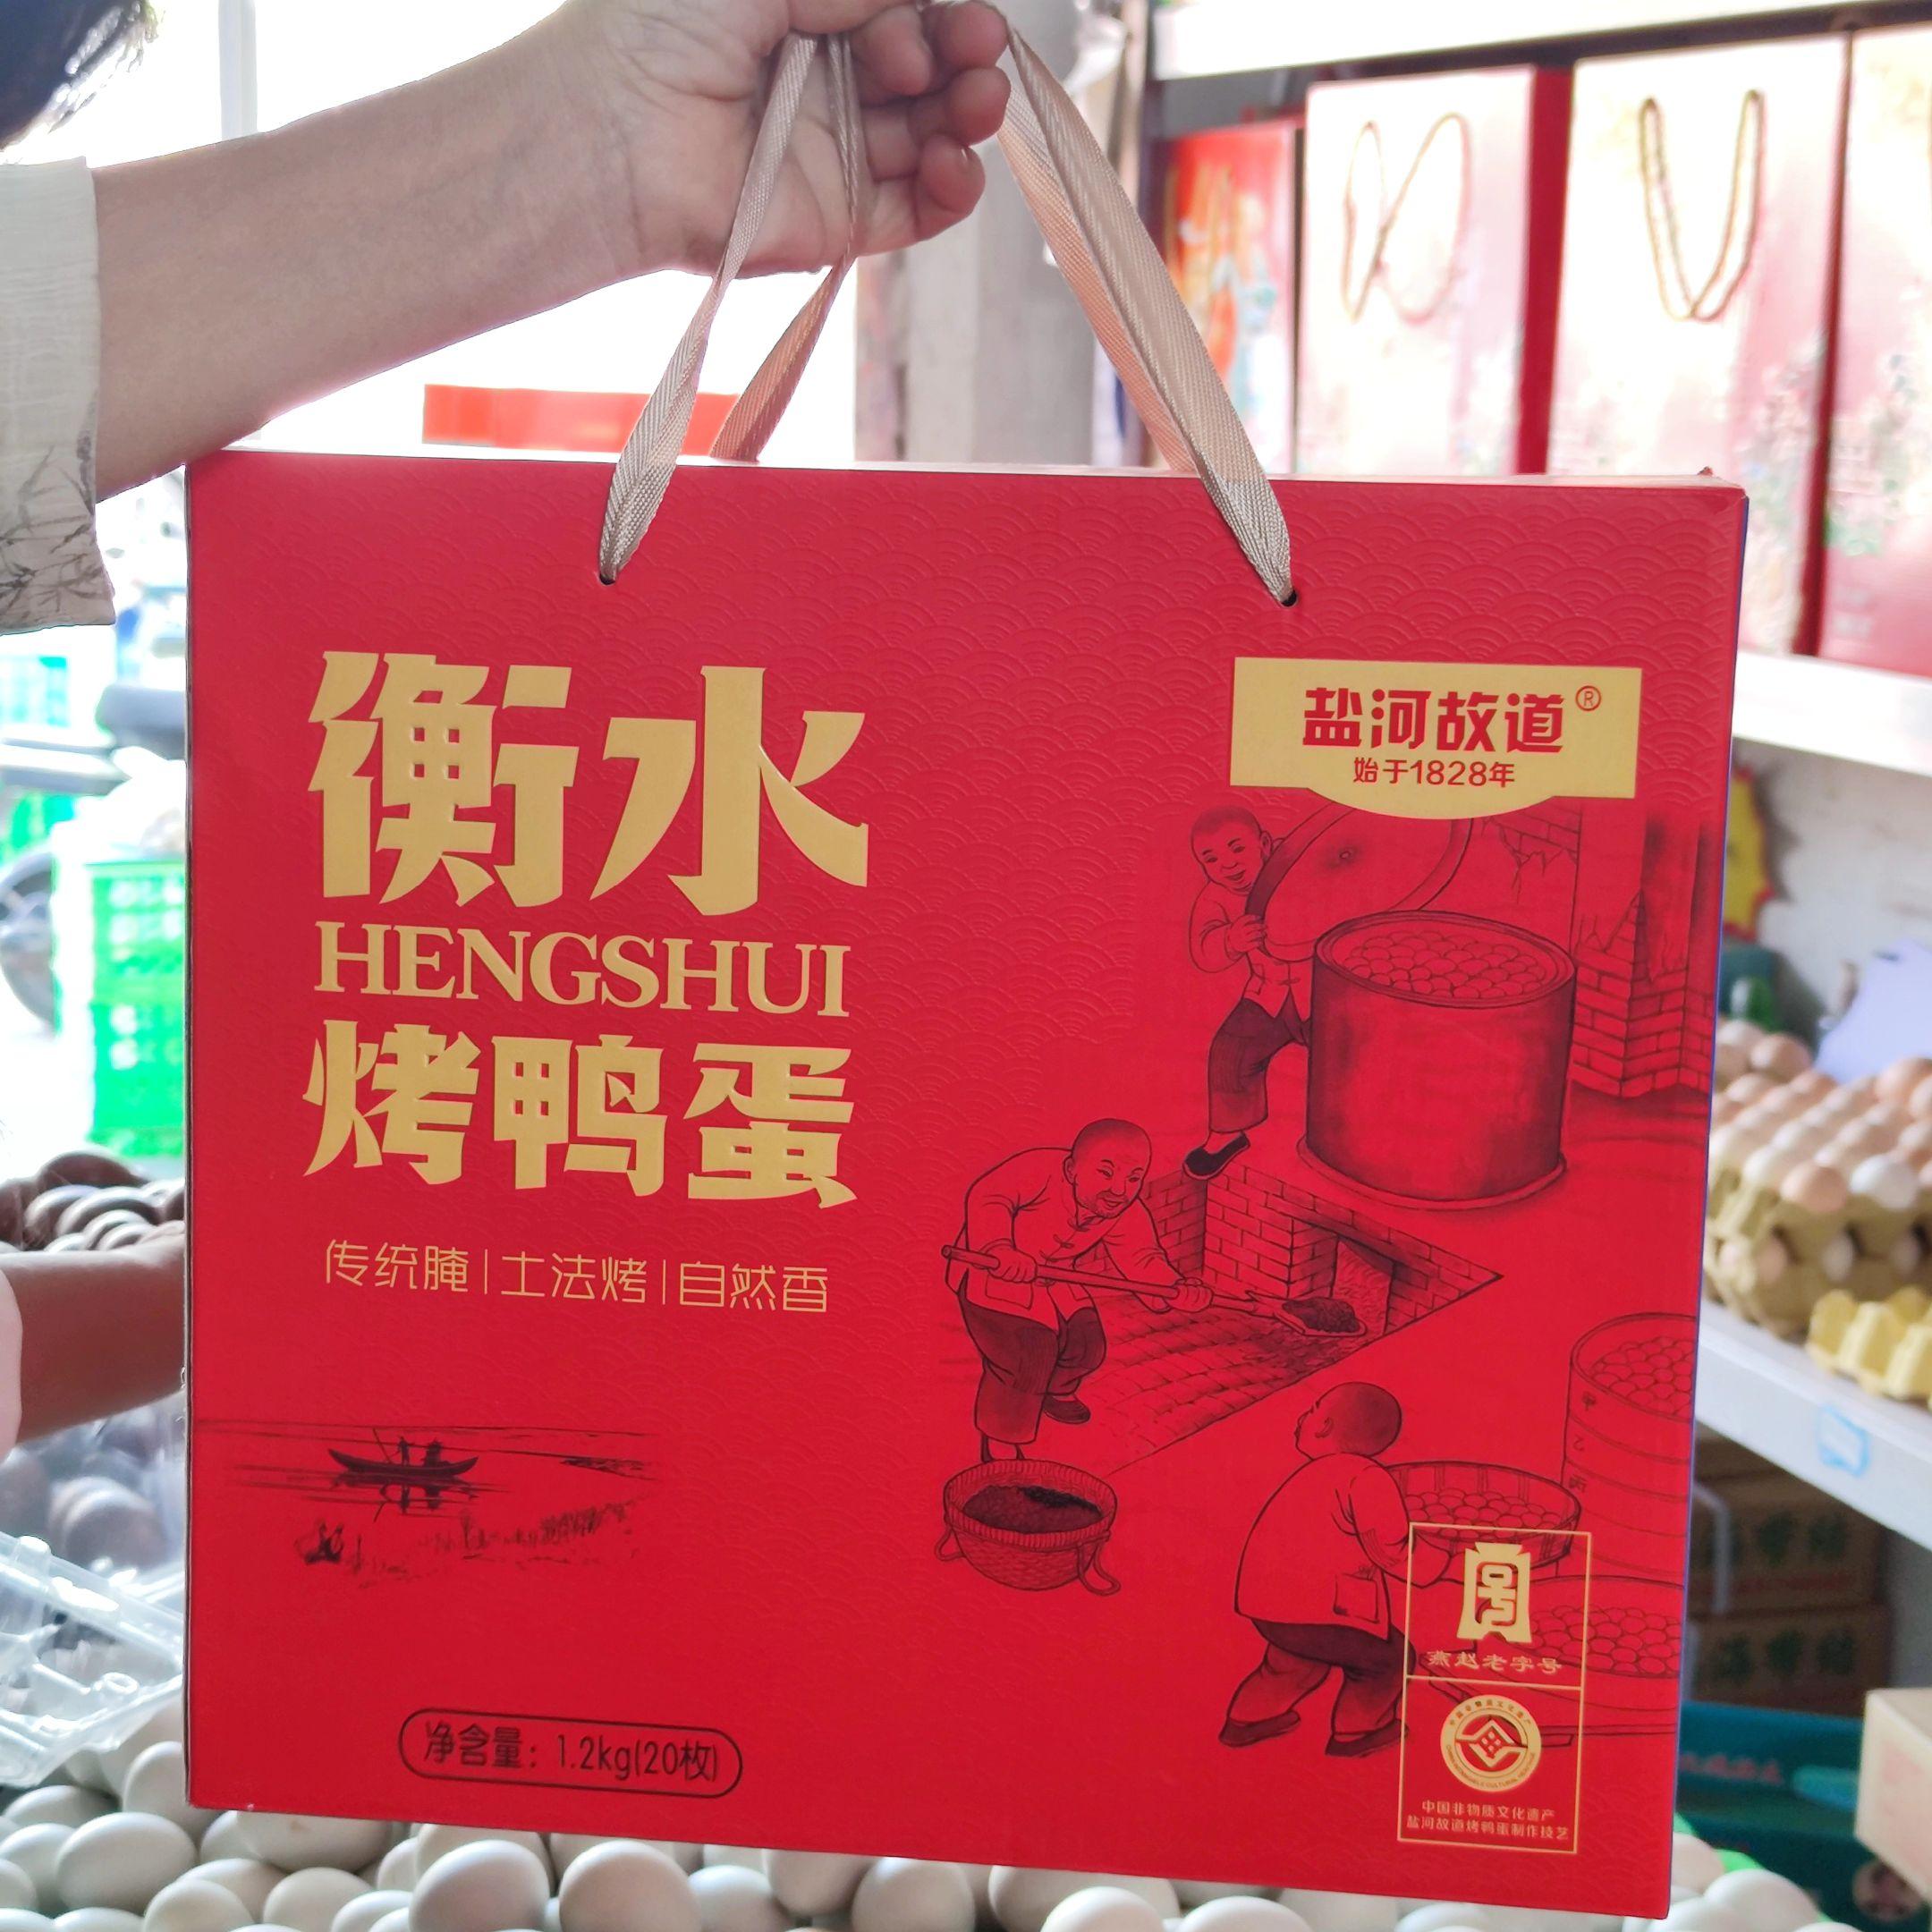 盐河故道®
始于1828年
衡水
HENGSHUI
烤鸭蛋
传统腌|土法烤|自然香
净含量：1.2kg(20枚)
燕赵老字号
中国非物质文化遗产
盐河故道烤鸭蛋制作技艺